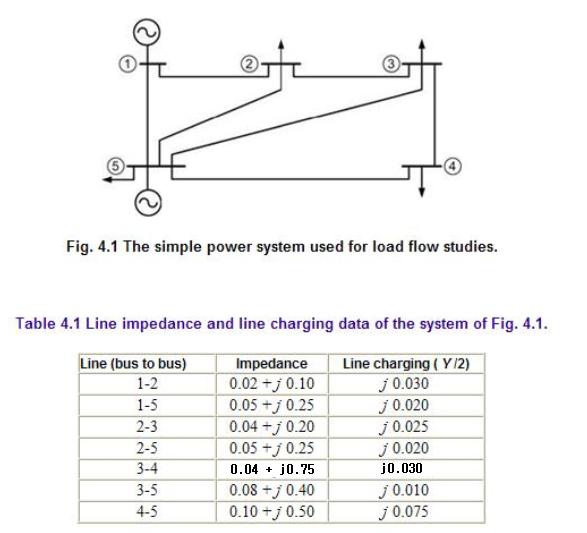 1
2
3
5
4
Fig. 4.1 The simple power system used for load flow studies.
Table 4.1 Line impedance and line charging data of the system of Fig. 4.1.
Line (bus to bus) Impedance Line charging ( Y/2)
1-2 0.02 + j 0.10 j 0.030
1-5 0.05 + j 0.25 j 0.020
2-3 0.04 + j 0.20 j 0.025
2-5 0.05 + j 0.25 j 0.020
3-4 0.04 + j0.75 j0.030
3-5 0.08 + j 0.40 j 0.010
4-5 0.10 + j 0.50 j 0.075